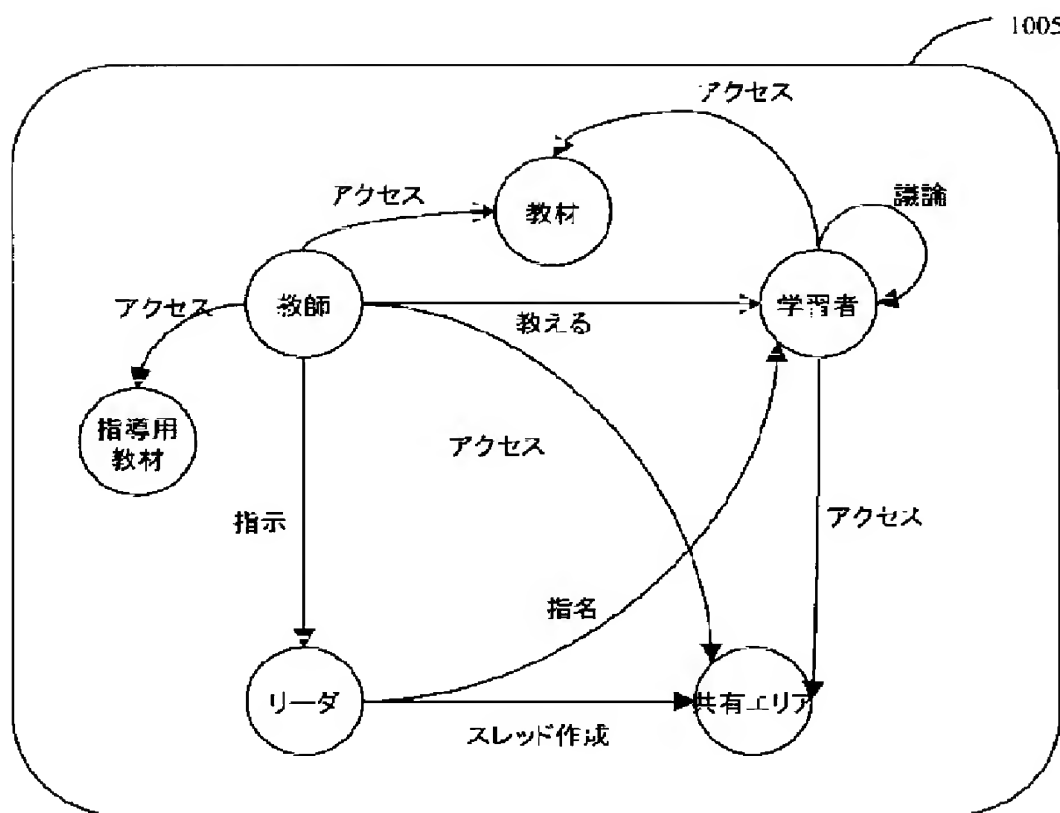 1005
アクセス
アクセス
教材
議論
アクセス
教師
教える
学習者
指導用
教材
アクセス
指示
アクセス
指名
リーダ
スレッド作成
共有エリア